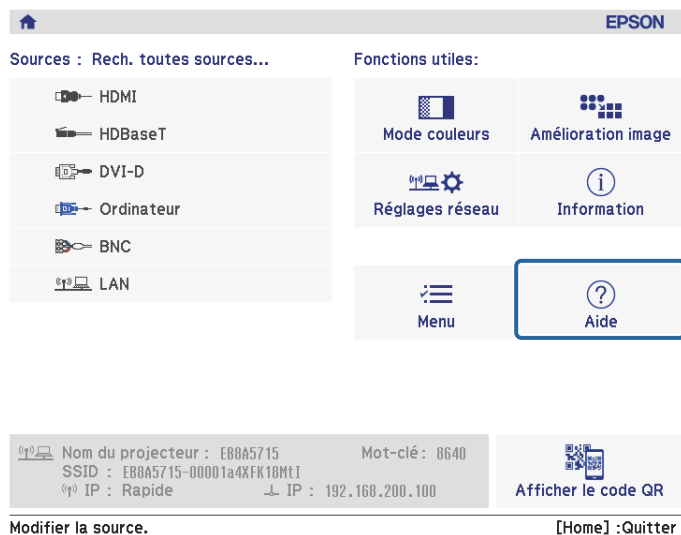 EPSON
Sources : Rech. toutes sources...
HDMI
HDBaseT
DVI-D
Ordinateur
BNC
LAN
Fonctions utiles:
Mode couleurs
Amélioration image
Réglages réseau
Information
Menu
Aide
Nom du projecteur : EB8A5715 Mot-clé : 8640
SSID : EB8A5715-00001a4XFK18MtI
IP : Rapide IP : 192.168.200.100
Afficher le code QR
Modifier la source. [Home] :Quitter